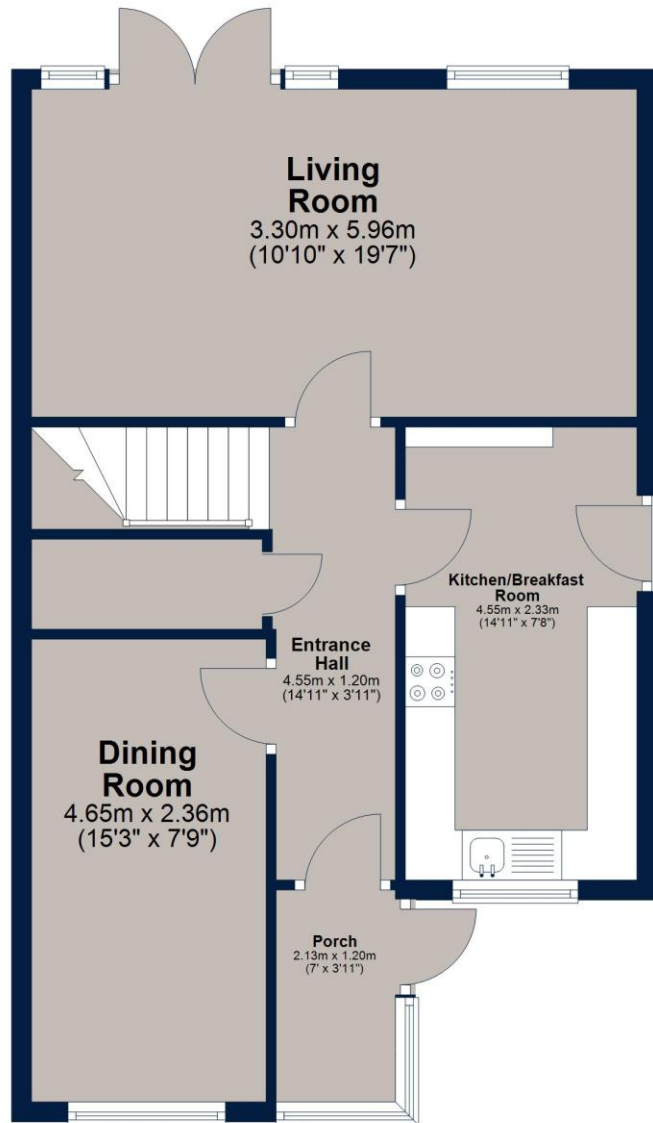 Living
Room
3.30m x 5.96m
(10'10" x 19'7")
Kitchen/Breakfast
Room
4.55m x 2.33m
(14'11" x 7'8")
Entrance
Hall
4.55m x 1.20m
(14'11" x 3'11")
Dining
Room
4.65m x 2.36m
(15'3" x 7'9")
Porch
2.13m x 1.20m
(7' x 3'11")